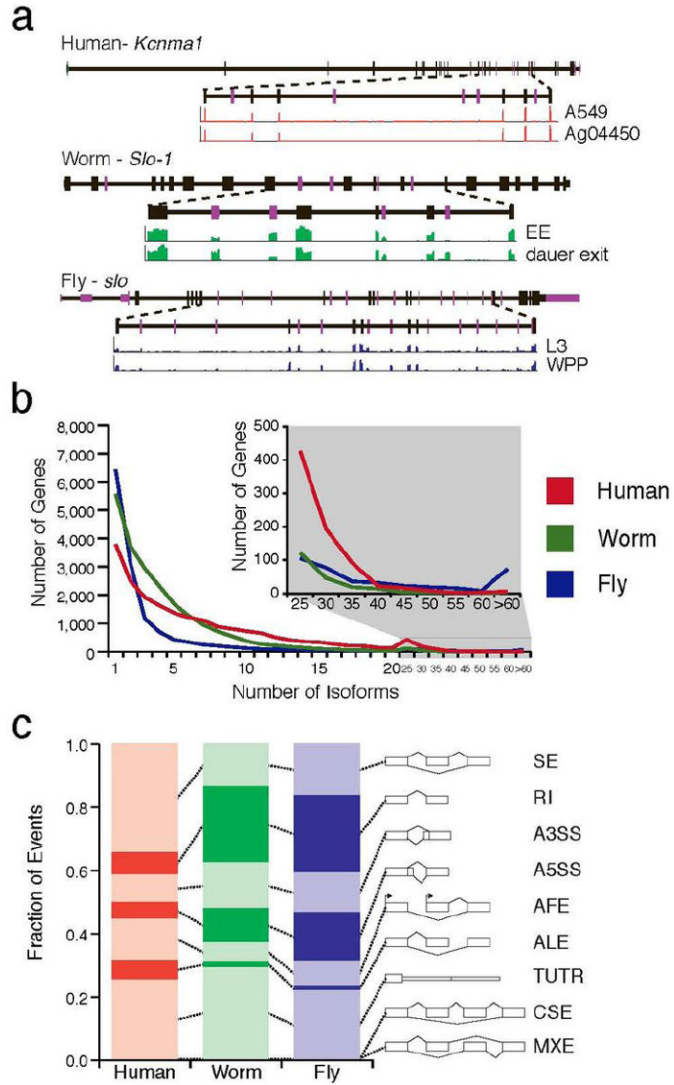 a
Human- Kcnma1
A549
Ag04450
Worm - Slo-1
EE
dauer exit
Fly - slo
L3
WPP
b
Number of Genes
8,000
7,000
6,000
5,000
4,000
3,000
2,000
1,000
0
1 5 10 15 20 25 30 35 40 45 50 55 60 >60
Number of Isoforms
Number of Genes
500
400
300
200
100
0
25 30 35 40 45 50 55 60 >60
Human
Worm
Fly
c
Fraction of Events
1.0
0.8
0.6
0.4
0.2
0.0
Human Worm Fly
SE
RI
A3SS
A5SS
AFE
ALE
TUTR
CSE
MXE